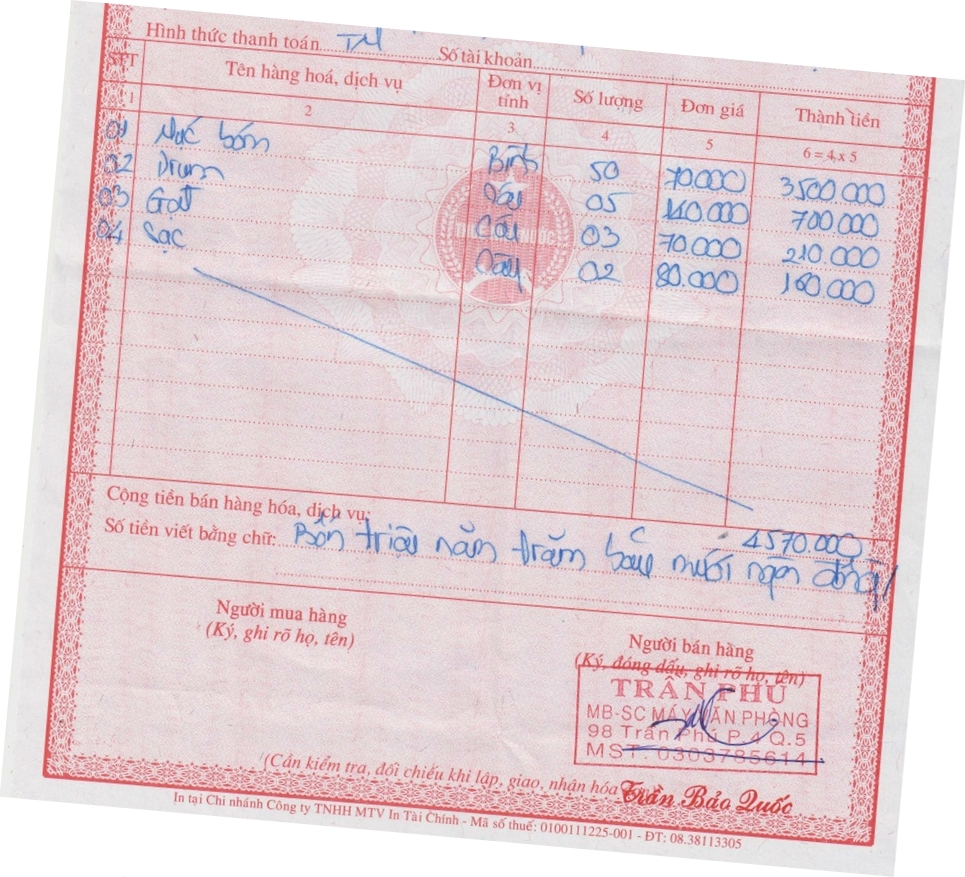 Hình thức thanh toán TM Số tài khoản
STT Tên hàng hoá, dịch vụ Đơn vị tính Số lượng Đơn giá Thành tiền
1 2 3 4 5 6 = 4 x 5
01 Mực bơm Bình 50 70.000 3500.000
02 Drum Cây 05 140.000 700.000
03 Gạt Cây 03 70.000 210.000
04 Sạc Cây 02 80.000 160.000
Cộng tiền bán hàng hóa, dịch vụ: 4570.000
Số tiền viết bằng chữ: Bốn triệu năm trăm bảy mươi ngàn đồng/
Người mua hàng
(Ký, ghi rõ họ, tên)
Người bán hàng
(Ký, đóng dấu, ghi rõ họ, tên)
TRẦN PHÚ
MB-SC MÁY VĂN PHÒNG
98 Trần Phú P.4 Q.5
MST: 0303785614
(Cần kiểm tra, đối chiếu khi lập, giao, nhận hóa
Trần Bảo Quốc
In tại Chi nhánh Công ty TNHH MTV In Tài Chính - Mã số thuế: 0100111225-001 - ĐT: 08.38113305